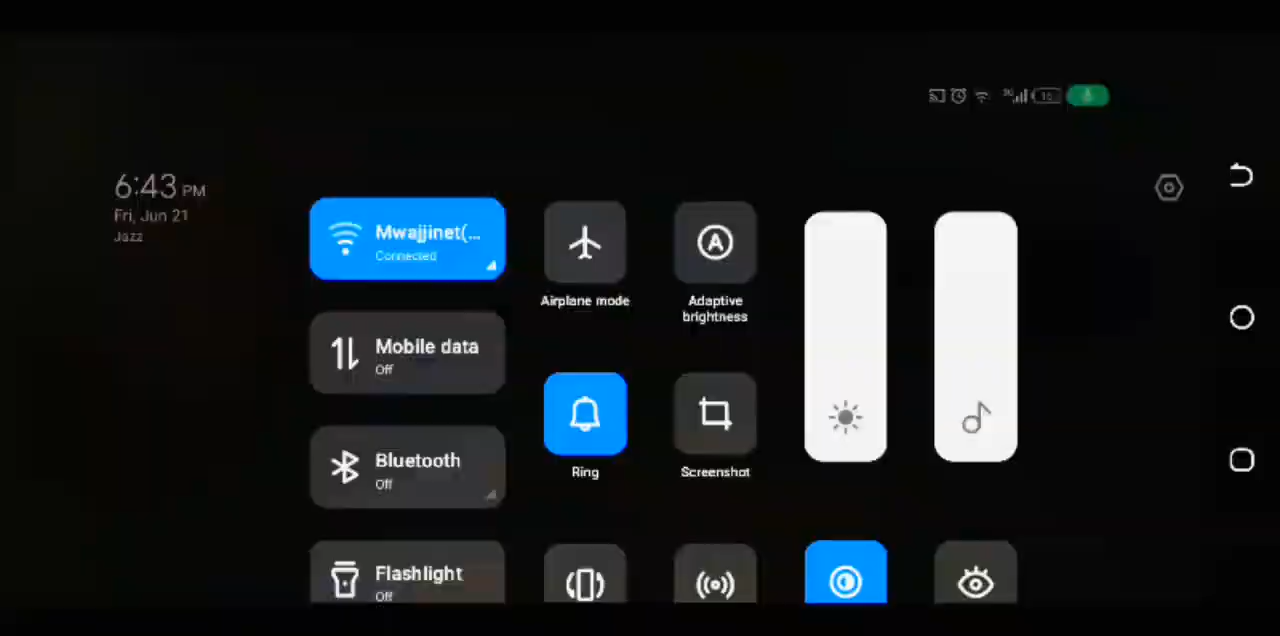 6:43 PM
Fri, Jun 21
Jazz
Mwajjinet(...
Connected
Airplane mode
Adaptive
brightness
Mobile data
Off
Ring
Screenshot
Bluetooth
Off
Flashlight
Off